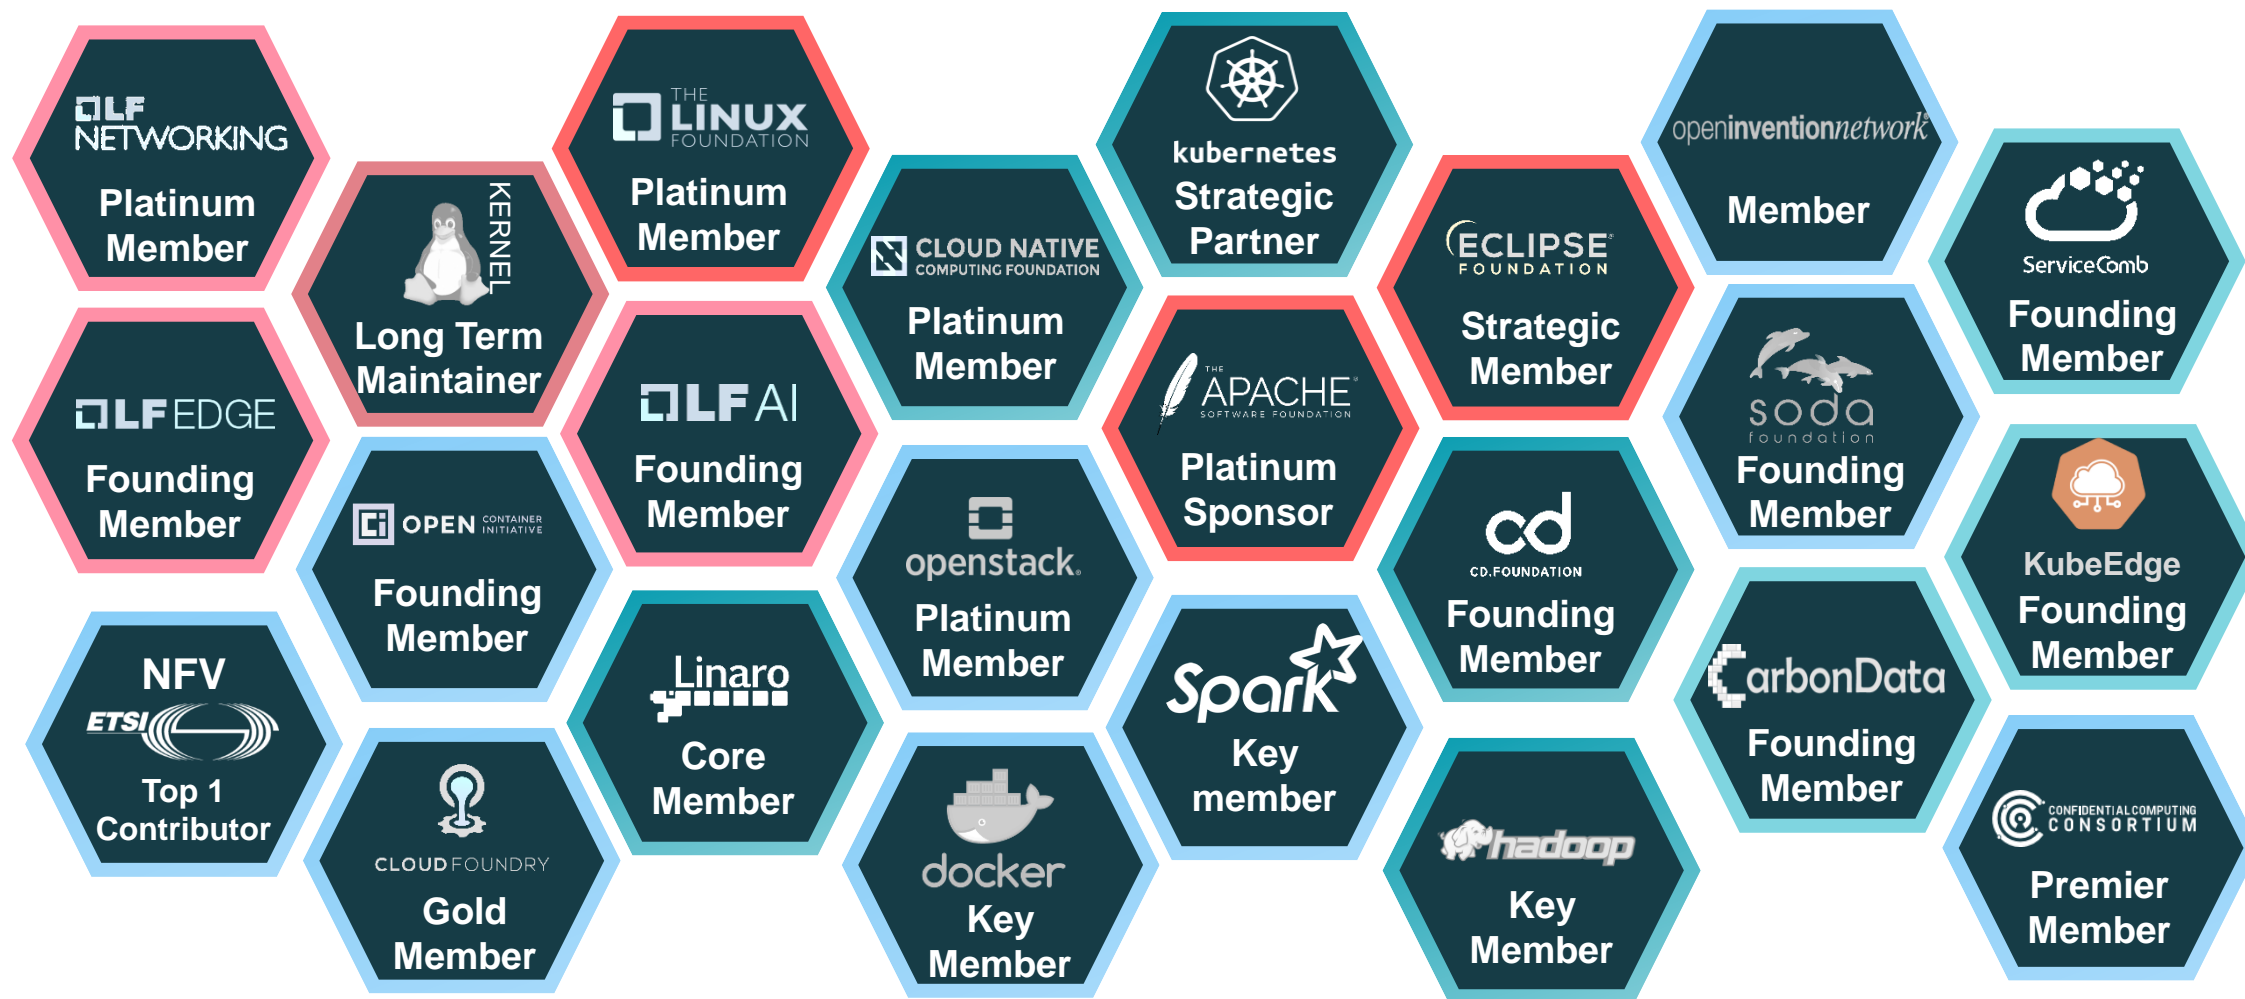 LF
NETWORKING
Platinum
Member
KERNEL
Long Term
Maintainer
THE
LINUX
FOUNDATION
Platinum
Member
CLOUD NATIVE
COMPUTING FOUNDATION
Platinum
Member
kubernetes
Strategic
Partner
ECLIPSE
FOUNDATION
Strategic
Member
openinventionnetwork
Member
ServiceComb
Founding
Member
LF EDGE
Founding
Member
OPEN CONTAINER
INITIATIVE
Founding
Member
LF AI
Founding
Member
openstack.
Platinum
Member
THE
APACHE
SOFTWARE FOUNDATION
Platinum
Sponsor
cd
CD.FOUNDATION
Founding
Member
soda
foundation
Founding
Member
KubeEdge
Founding
Member
NFV
ETSI
Top 1
Contributor
CLOUD FOUNDRY
Gold
Member
Linaro
Core
Member
docker
Key
Member
Spark
Key
member
hadoop
Key
Member
CarbonData
Founding
Member
CONFIDENTIAL COMPUTING
CONSORTIUM
Premier
Member